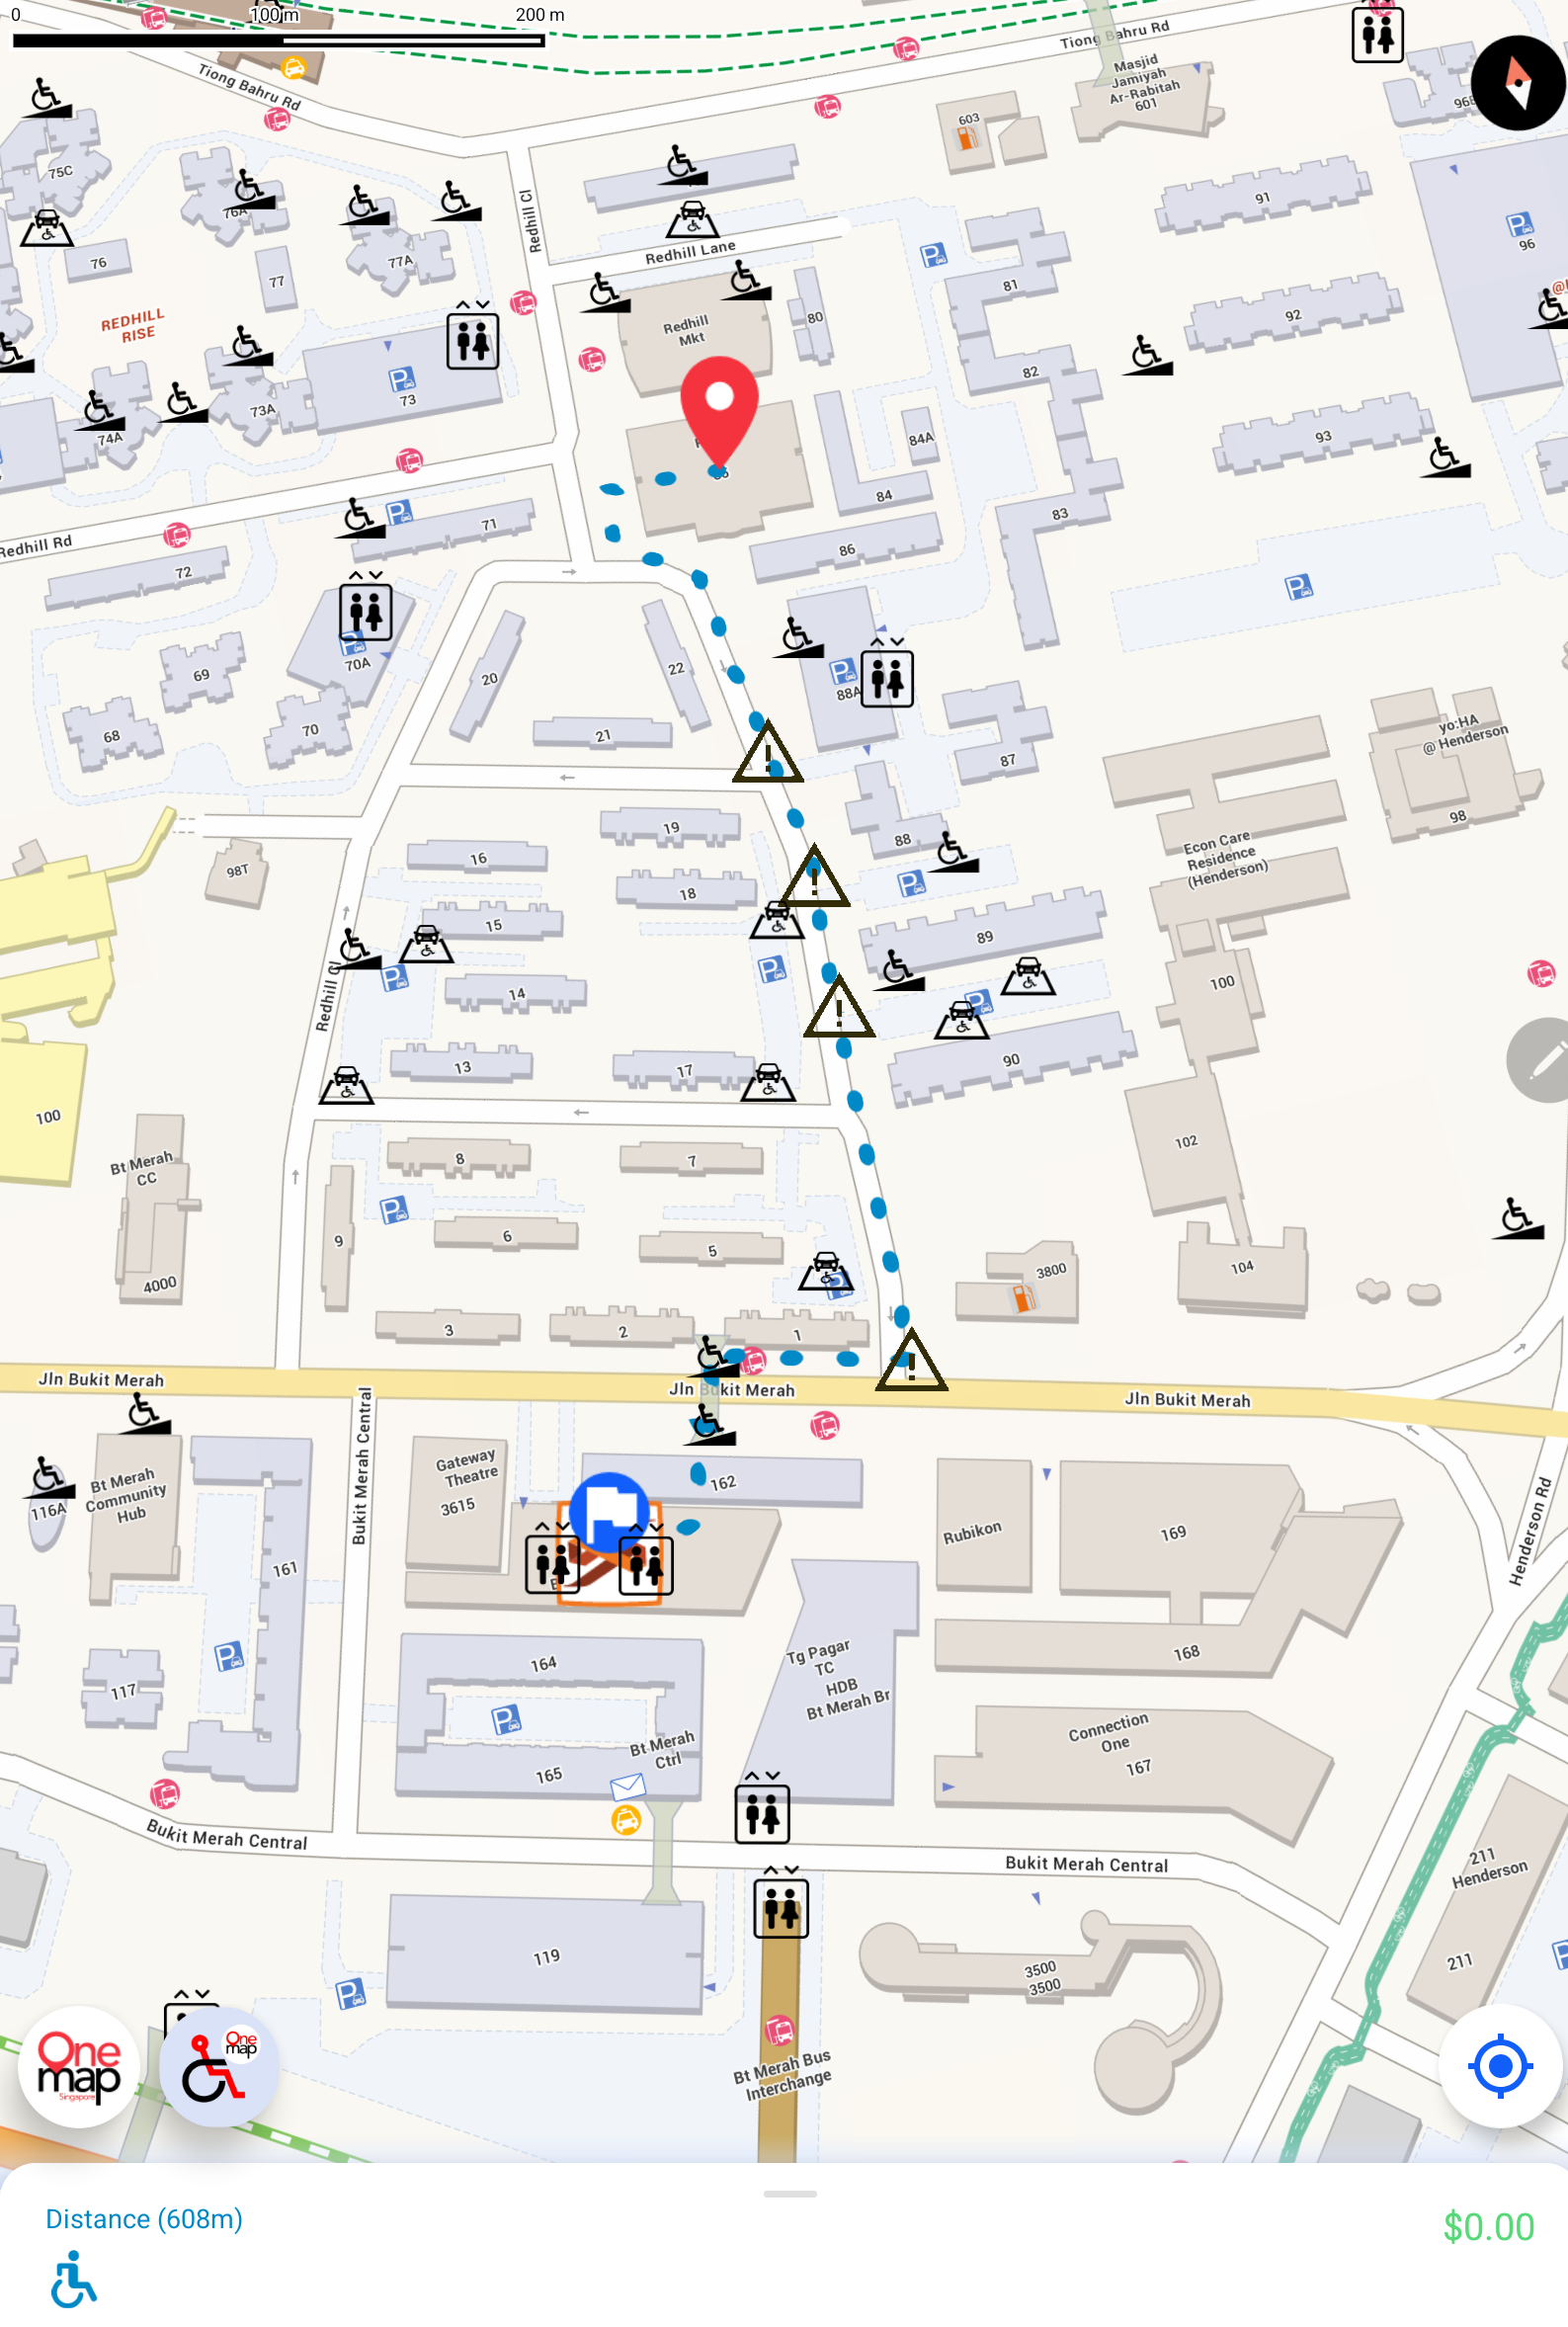 0
100 m
200 m
Tiong Bahru Rd
Tiong Bahru Rd
Masjid
Jamiyah
Ar-Rabitah
601
603
75C
76A
76
77
77A
Redhill Cl
Redhill Lane
91
96
REDHILL
RISE
Redhill
Mkt
80
81
82
92
93
73
73A
74A
84A
84
83
71
86
Redhill Rd
72
70A
88A
69
68
70
20
22
21
87
yo:HA
@ Henderson
98
19
16
88
98T
18
15
Econ Care
Residence
(Henderson)
89
14
100
Redhill Cl
13
17
90
100
102
Bt Merah
CC
8
7
9
6
5
4000
3800
104
3
2
1
Jln Bukit Merah
Jln Bukit Merah
Jln Bukit Merah
Bukit Merah Central
Gateway
Theatre
3615
162
Bt Merah
Community
Hub
116A
161
Rubikon
169
Henderson Rd
168
164
117
Tg Pagar
TC
HDB
Bt Merah Br
Bt Merah
Ctrl
165
Connection
One
167
Bukit Merah Central
Bukit Merah Central
211
Henderson
211
119
3500
3500
Bt Merah Bus
Interchange
One
map
Singapore
One
map
Distance (608m)
$0.00